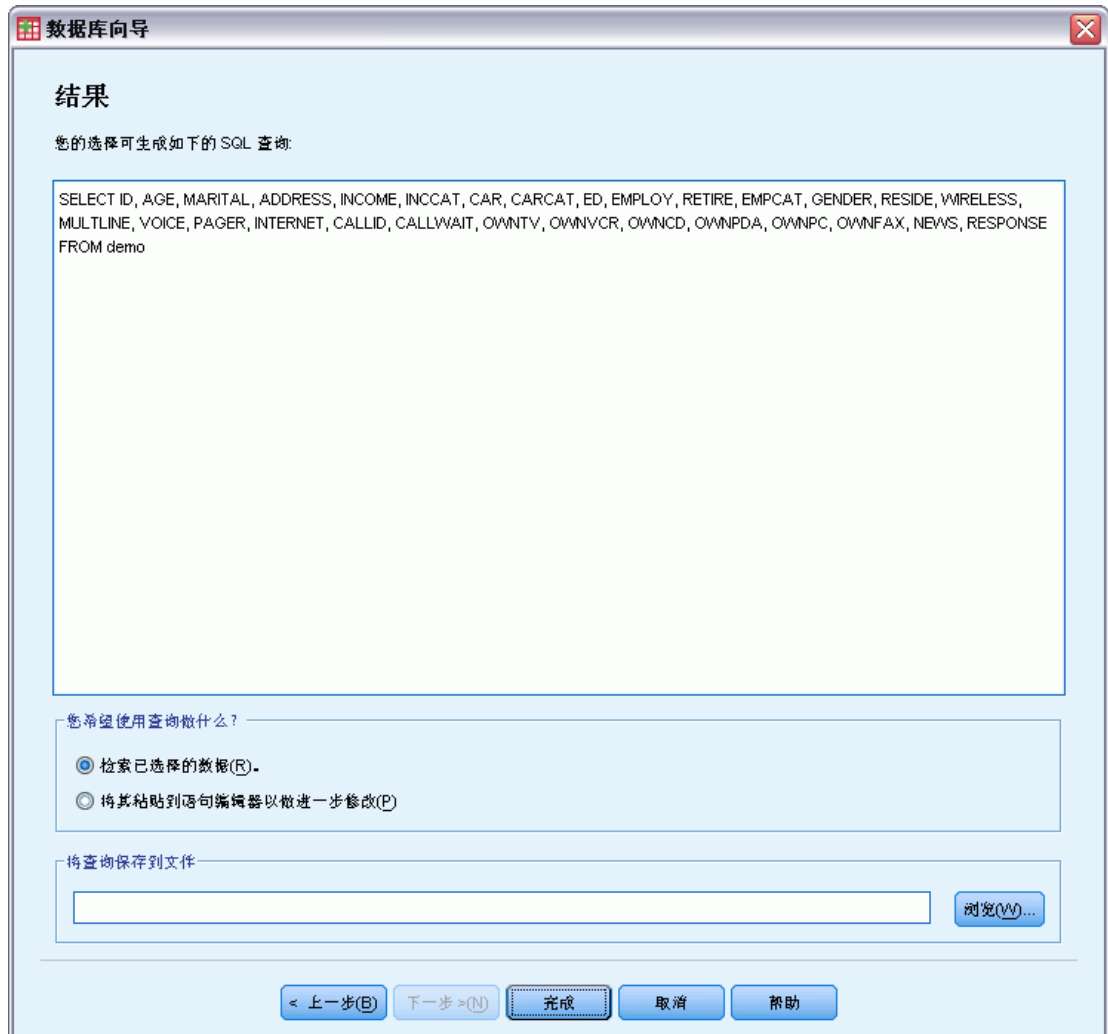 数据库向导
结果
您的选择可生成如下的 SQL 查询:
SELECT ID, AGE, MARITAL, ADDRESS, INCOME, INCCAT, CAR, CARCAT, ED, EMPLOY, RETIRE, EMPCAT, GENDER, RESIDE, WIRELESS,
MULTLINE, VOICE, PAGER, INTERNET, CALLID, CALLWAIT, OWNTV, OWNVCR, OWNCD, OWNPDA, OWNPC, OWNFAX, NEWS, RESPONSE
FROM demo
您希望使用查询做什么?
检索已选择的数据(R)。
将其粘贴到语句编辑器以做进一步修改(P)
将查询保存到文件
浏览(W)...
< 上一步(B) 下一步 >(N) 完成 取消 帮助